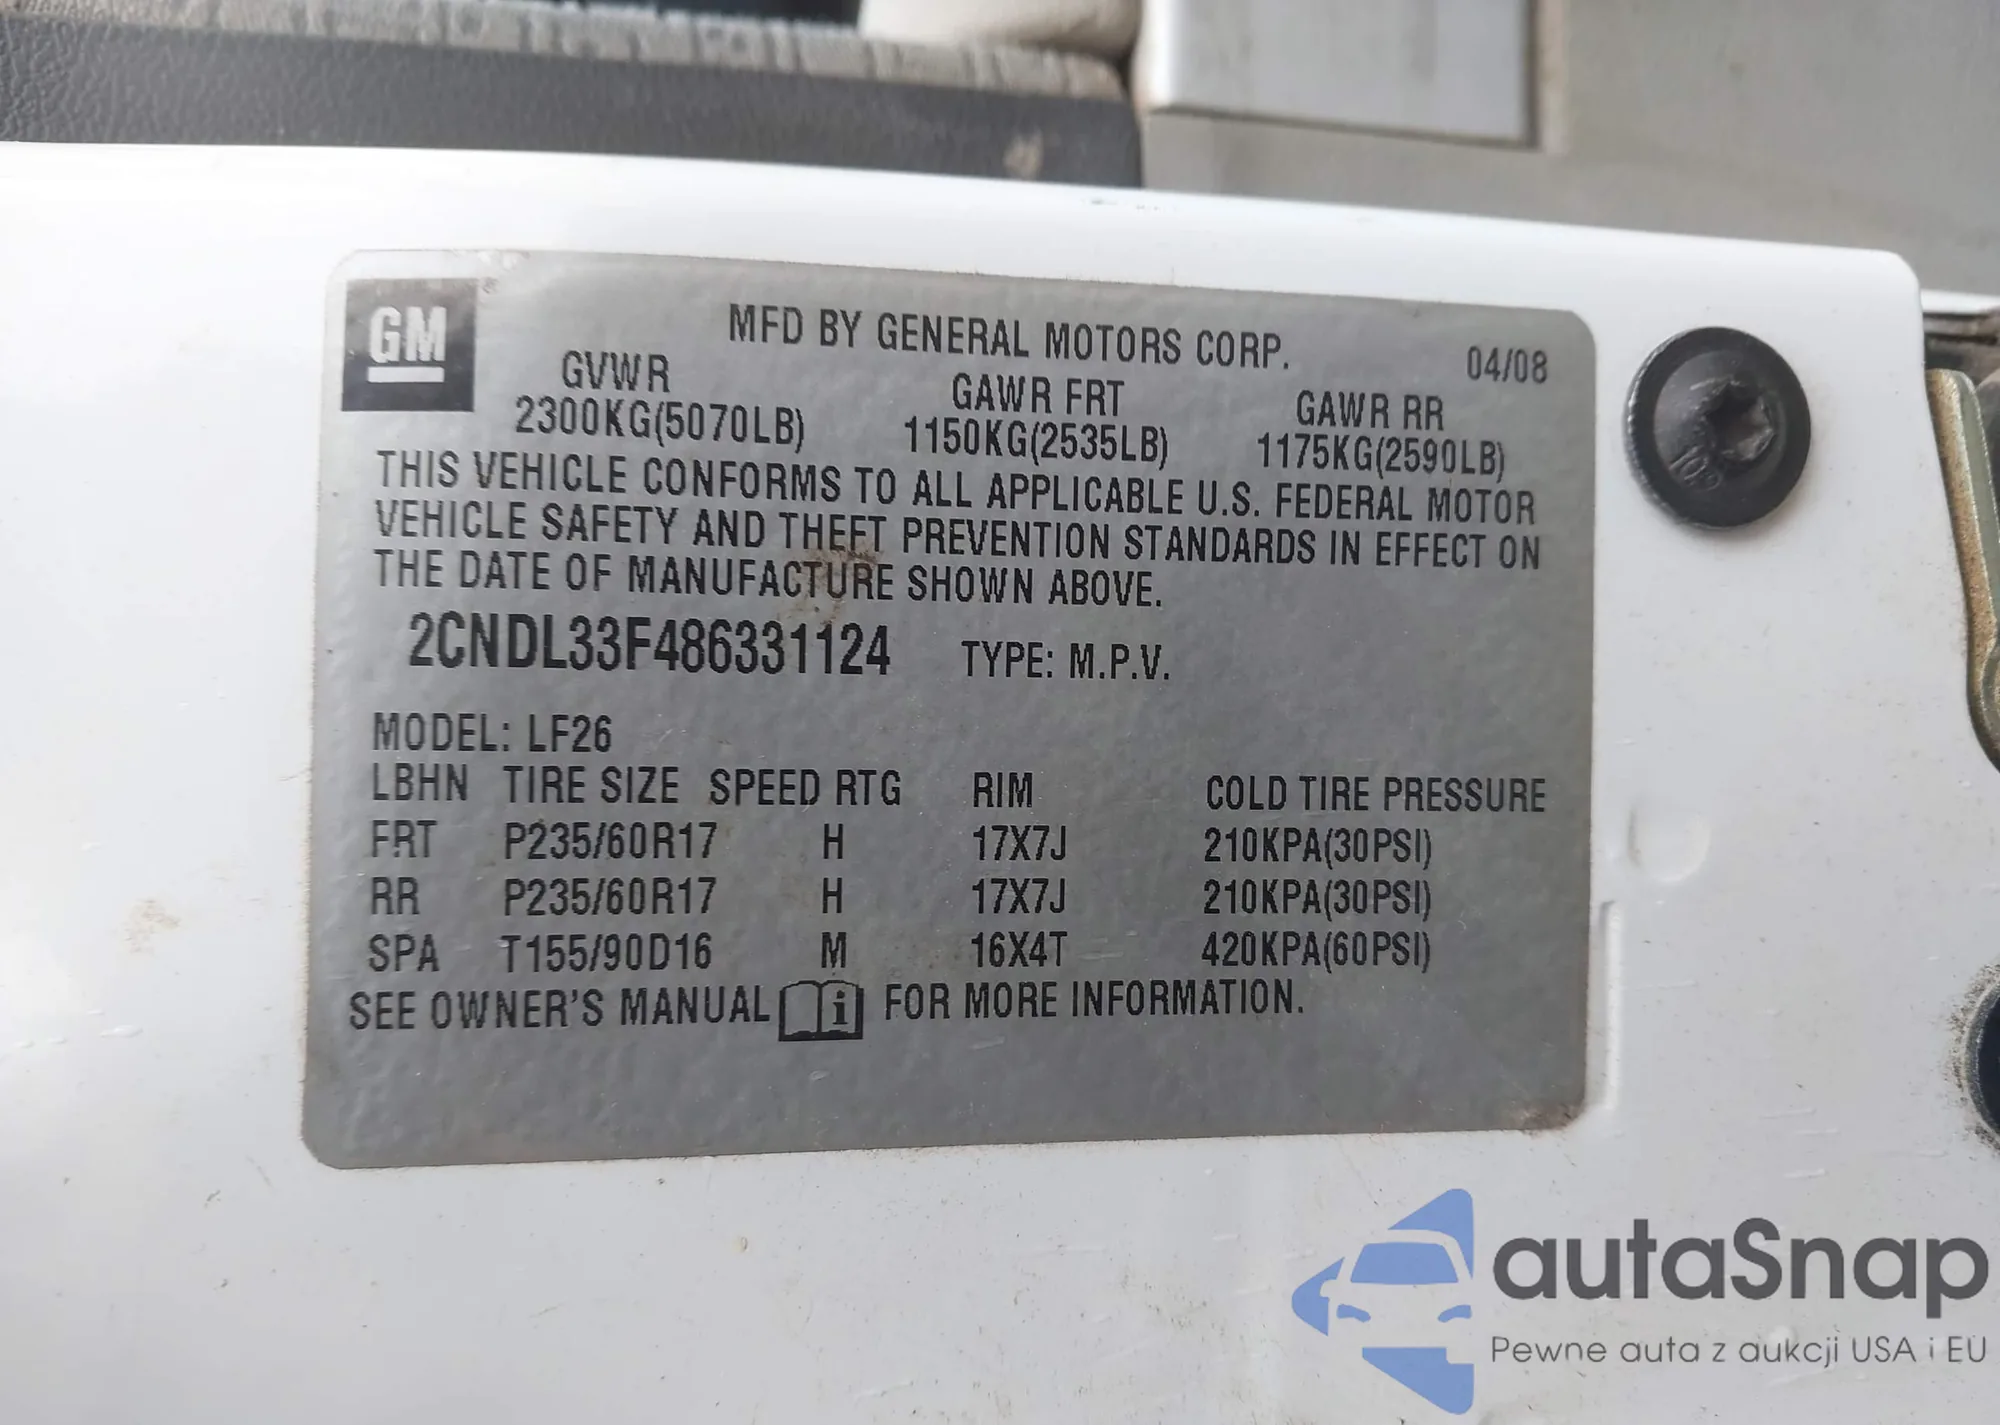 GM
MFD BY GENERAL MOTORS CORP.
04/08
GVWR GAWR FRT GAWR RR
2300KG(5070LB) 1150KG(2535LB) 1175KG(2590LB)
THIS VEHICLE CONFORMS TO ALL APPLICABLE U.S. FEDERAL MOTOR
VEHICLE SAFETY AND THEFT PREVENTION STANDARDS IN EFFECT ON
THE DATE OF MANUFACTURE SHOWN ABOVE.
2CNDL33F486331124 TYPE: M.P.V.
MODEL: LF26
LBHN TIRE SIZE SPEED RTG RIM COLD TIRE PRESSURE
FRT P235/60R17 H 17X7J 210KPA(30PSI)
RR P235/60R17 H 17X7J 210KPA(30PSI)
SPA T155/90D16 M 16X4T 420KPA(60PSI)
SEE OWNER'S MANUAL i FOR MORE INFORMATION.
autaSnap
Pewne auta z aukcji USA i EU